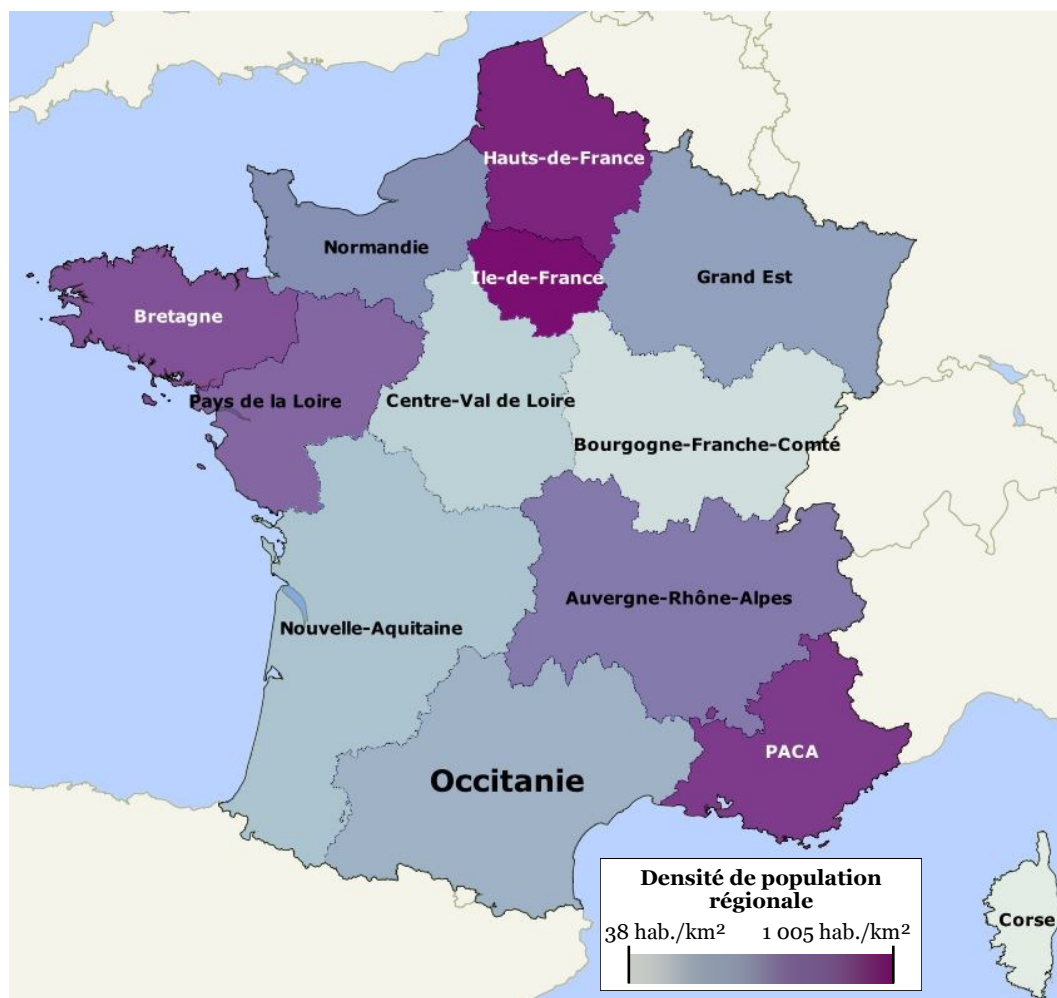 Hauts-de-France
Normandie
Ile-de-France
Grand Est
Bretagne
Pays de la Loire
Centre-Val de Loire
Bourgogne-Franche-Comté
Auvergne-Rhône-Alpes
Nouvelle-Aquitaine
PACA
Occitanie
Densité de population
régionale
38 hab./km² 1 005 hab./km²
Corse